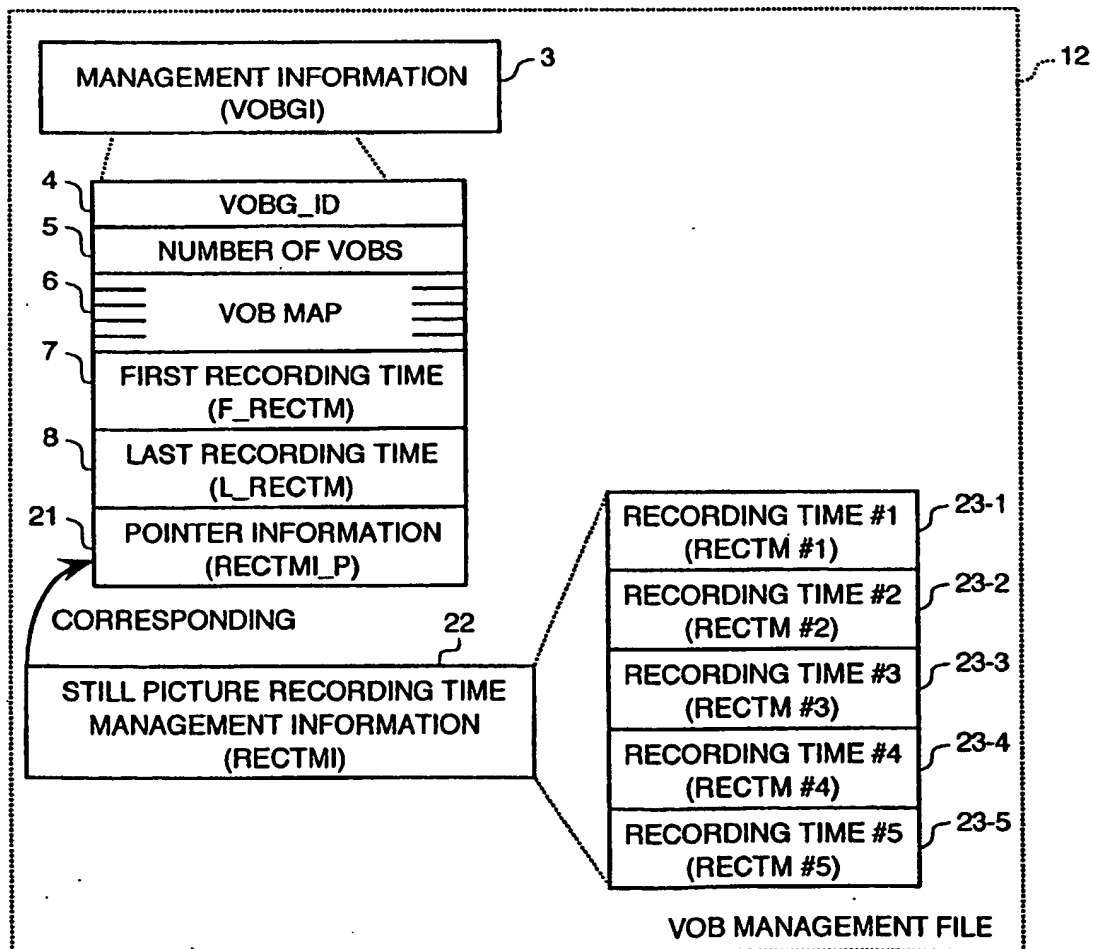 MANAGEMENT INFORMATION
(VOBGI)
3
12
4
VOBG_ID
5
NUMBER OF VOBS
6
VOB MAP
7
FIRST RECORDING TIME
(F_RECTM)
8
LAST RECORDING TIME
(L_RECTM)
21
POINTER INFORMATION
(RECTMI_P)
CORRESPONDING
22
STILL PICTURE RECORDING TIME
MANAGEMENT INFORMATION
(RECTMI)
RECORDING TIME #1
(RECTM #1)
23-1
RECORDING TIME #2
(RECTM #2)
23-2
RECORDING TIME #3
(RECTM #3)
23-3
RECORDING TIME #4
(RECTM #4)
23-4
RECORDING TIME #5
(RECTM #5)
23-5
VOB MANAGEMENT FILE